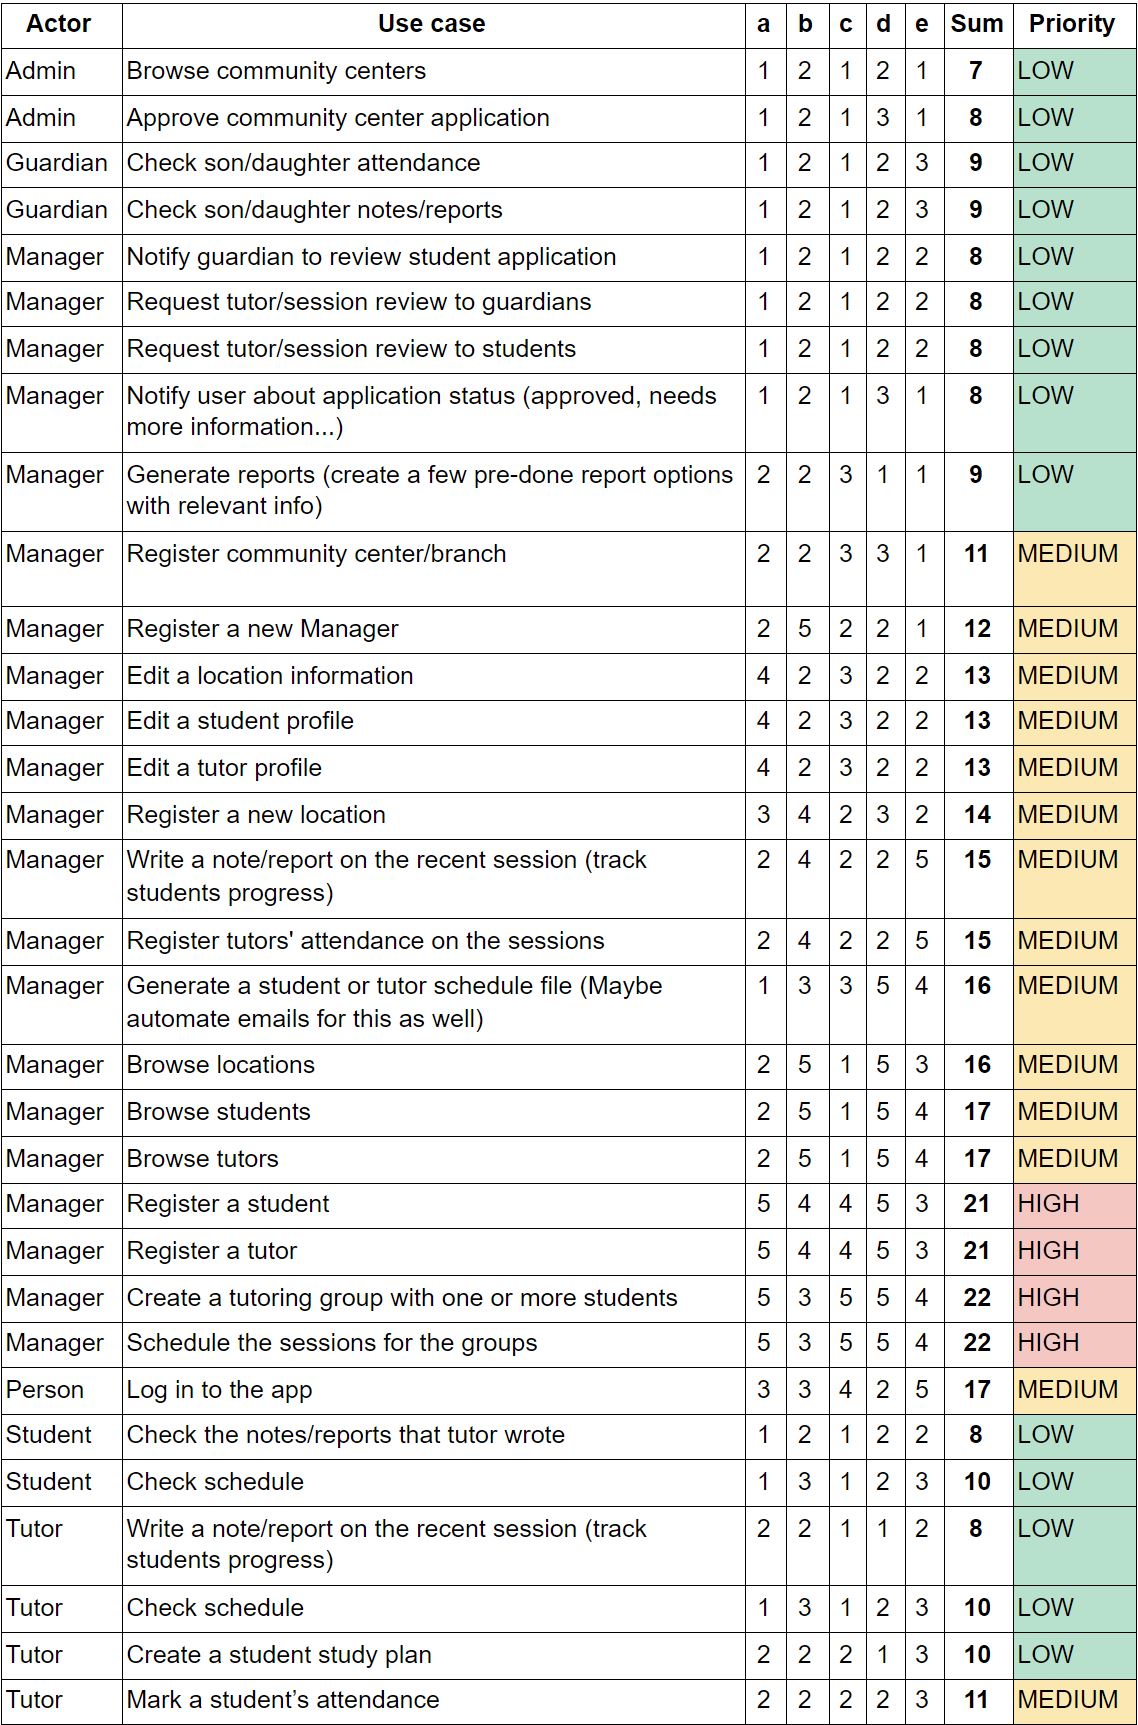 Actor Use case a b c d e Sum Priority
Admin Browse community centers 1 2 1 2 1 7 LOW
Admin Approve community center application 1 2 1 3 1 8 LOW
Guardian Check son/daughter attendance 1 2 1 2 3 9 LOW
Guardian Check son/daughter notes/reports 1 2 1 2 3 9 LOW
Manager Notify guardian to review student application 1 2 1 2 2 8 LOW
Manager Request tutor/session review to guardians 1 2 1 2 2 8 LOW
Manager Request tutor/session review to students 1 2 1 2 2 8 LOW
Manager Notify user about application status (approved, needs 1 2 1 3 1 8 LOW
more information...)
Manager Generate reports (create a few pre-done report options 2 2 3 1 1 9 LOW
with relevant info)
Manager Register community center/branch 2 2 3 3 1 11 MEDIUM
Manager Register a new Manager 2 5 2 2 1 12 MEDIUM
Manager Edit a location information 4 2 3 2 2 13 MEDIUM
Manager Edit a student profile 4 2 3 2 2 13 MEDIUM
Manager Edit a tutor profile 4 2 3 2 2 13 MEDIUM
Manager Register a new location 3 4 2 3 2 14 MEDIUM
Manager Write a note/report on the recent session (track 2 4 2 2 5 15 MEDIUM
students progress)
Manager Register tutors' attendance on the sessions 2 4 2 2 5 15 MEDIUM
Manager Generate a student or tutor schedule file (Maybe 1 3 3 5 4 16 MEDIUM
automate emails for this as well)
Manager Browse locations 2 5 1 5 3 16 MEDIUM
Manager Browse students 2 5 1 5 4 17 MEDIUM
Manager Browse tutors 2 5 1 5 4 17 MEDIUM
Manager Register a student 5 4 4 5 3 21 HIGH
Manager Register a tutor 5 4 4 5 3 21 HIGH
Manager Create a tutoring group with one or more students 5 3 5 5 4 22 HIGH
Manager Schedule the sessions for the groups 5 3 5 5 4 22 HIGH
Person Log in to the app 3 3 4 2 5 17 MEDIUM
Student Check the notes/reports that tutor wrote 1 2 1 2 2 8 LOW
Student Check schedule 1 3 1 2 3 10 LOW
Tutor Write a note/report on the recent session (track 2 2 1 1 2 8 LOW
students progress)
Tutor Check schedule 1 3 1 2 3 10 LOW
Tutor Create a student study plan 2 2 2 1 3 10 LOW
Tutor Mark a student’s attendance 2 2 2 2 3 11 MEDIUM